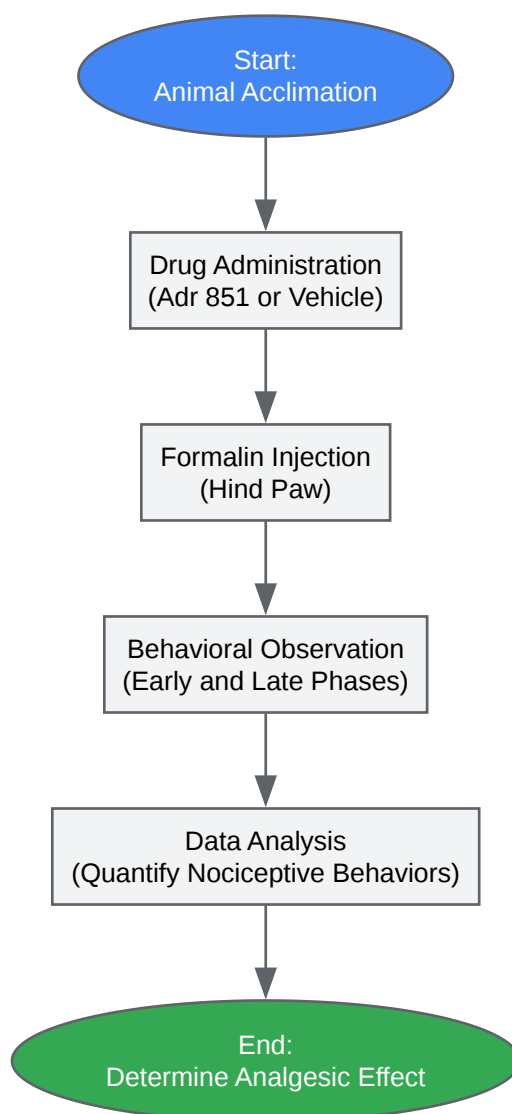 Start:
Animal Acclimation
Drug Administration
(Adr 851 or Vehicle)
Formalin Injection
(Hind Paw)
Behavioral Observation
(Early and Late Phases)
Data Analysis
(Quantify Nociceptive Behaviors)
End:
Determine Analgesic Effect